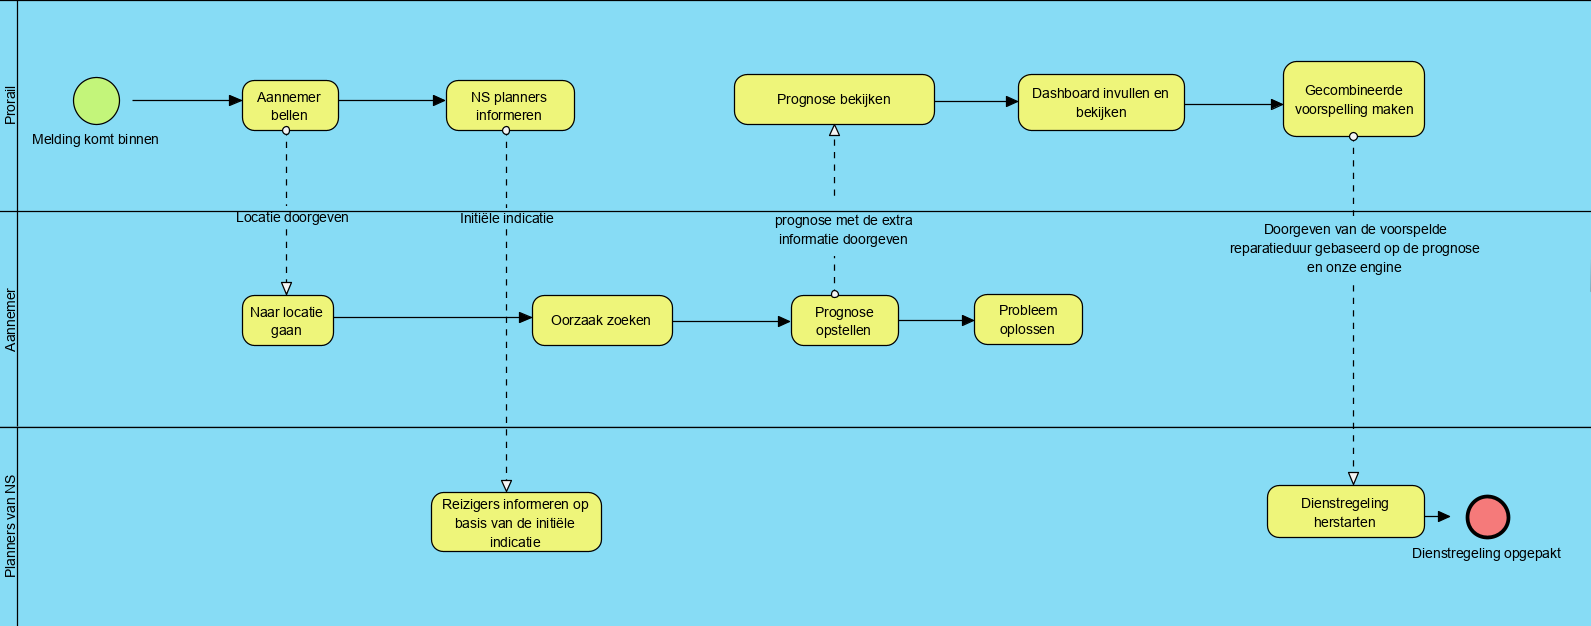 Prorail
Melding komt binnen
Aannemer
bellen
NS planners
informeren
Prognose bekijken
Dashboard invullen en
bekijken
Gecombineerde
voorspelling maken
Locatie doorgeven
Initiële indicatie
prognose met de extra
informatie doorgeven
Doorgeven van de voorspelde
reparatieduur gebaseerd op de prognose
en onze engine
Aannemer
Naar locatie
gaan
Oorzaak zoeken
Prognose
opstellen
Probleem
oplossen
Planners van NS
Reizigers informeren op
basis van de initiële
indicatie
Dienstregeling
herstarten
Dienstregeling opgepakt